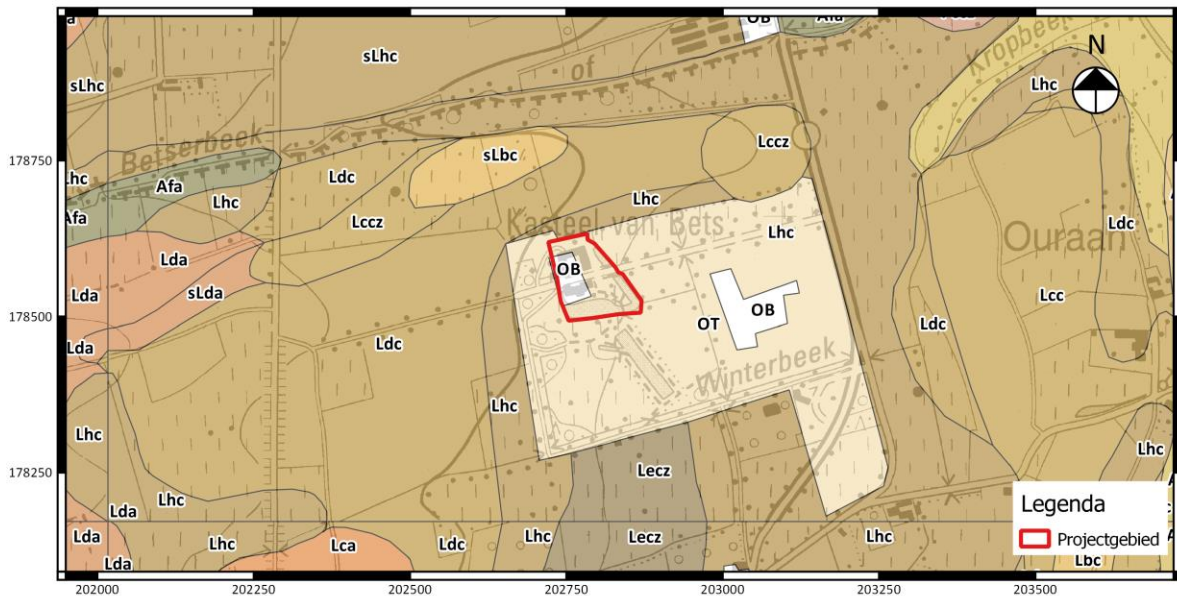 OB
Afa
N
sLhc
of
Kropbeek
sLhc
Lhc
Betserbeek
178750
Lccz
sLbc
Ldc
Lhc
Afa
Afa
Lhc
Lccz
Lhc
Ldc
Kasteel van Bets
Lhc
Ouraan
Lda
OB
Lda
sLda
Lcc
OB
178500
OT
Ldc
Lda
Ldc
Winterbeek
Lhc
Lhc
Lhc
Lecz
178250
Legenda
Lhc
Lda
Projectgebied
Lda
Lhc
Lca
Ldc
Lhc
Lecz
Lhc
Lda
Lbc
202000 202250 202500 202750 203000 203250 203500